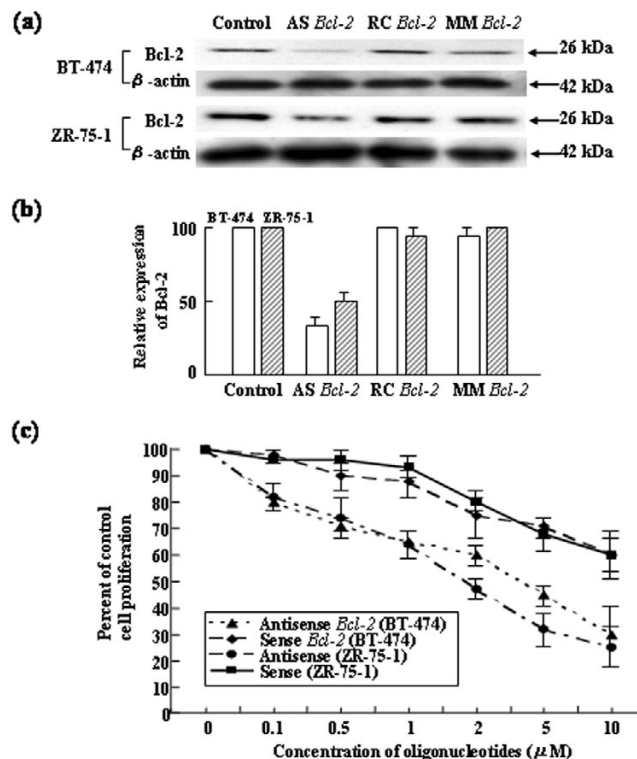 (a)
Control AS Bcl-2 RC Bcl-2 MM Bcl-2
BT-474
Bcl-2
26 kDa
β-actin
42 kDa
ZR-75-1
Bcl-2
26 kDa
β-actin
42 kDa
(b)
Relative expression
of Bcl-2
BT-474 ZR-75-1
100
50
0
Control AS Bcl-2 RC Bcl-2 MM Bcl-2
(c)
Percent of control
cell proliferation
100
90
80
70
60
50
40
30
20
10
0
Antisense Bcl-2 (BT-474)
Sense Bcl-2 (BT-474)
Antisense (ZR-75-1)
Sense (ZR-75-1)
0 0.1 0.5 1 2 5 10
Concentration of oligonucleotides (μM)